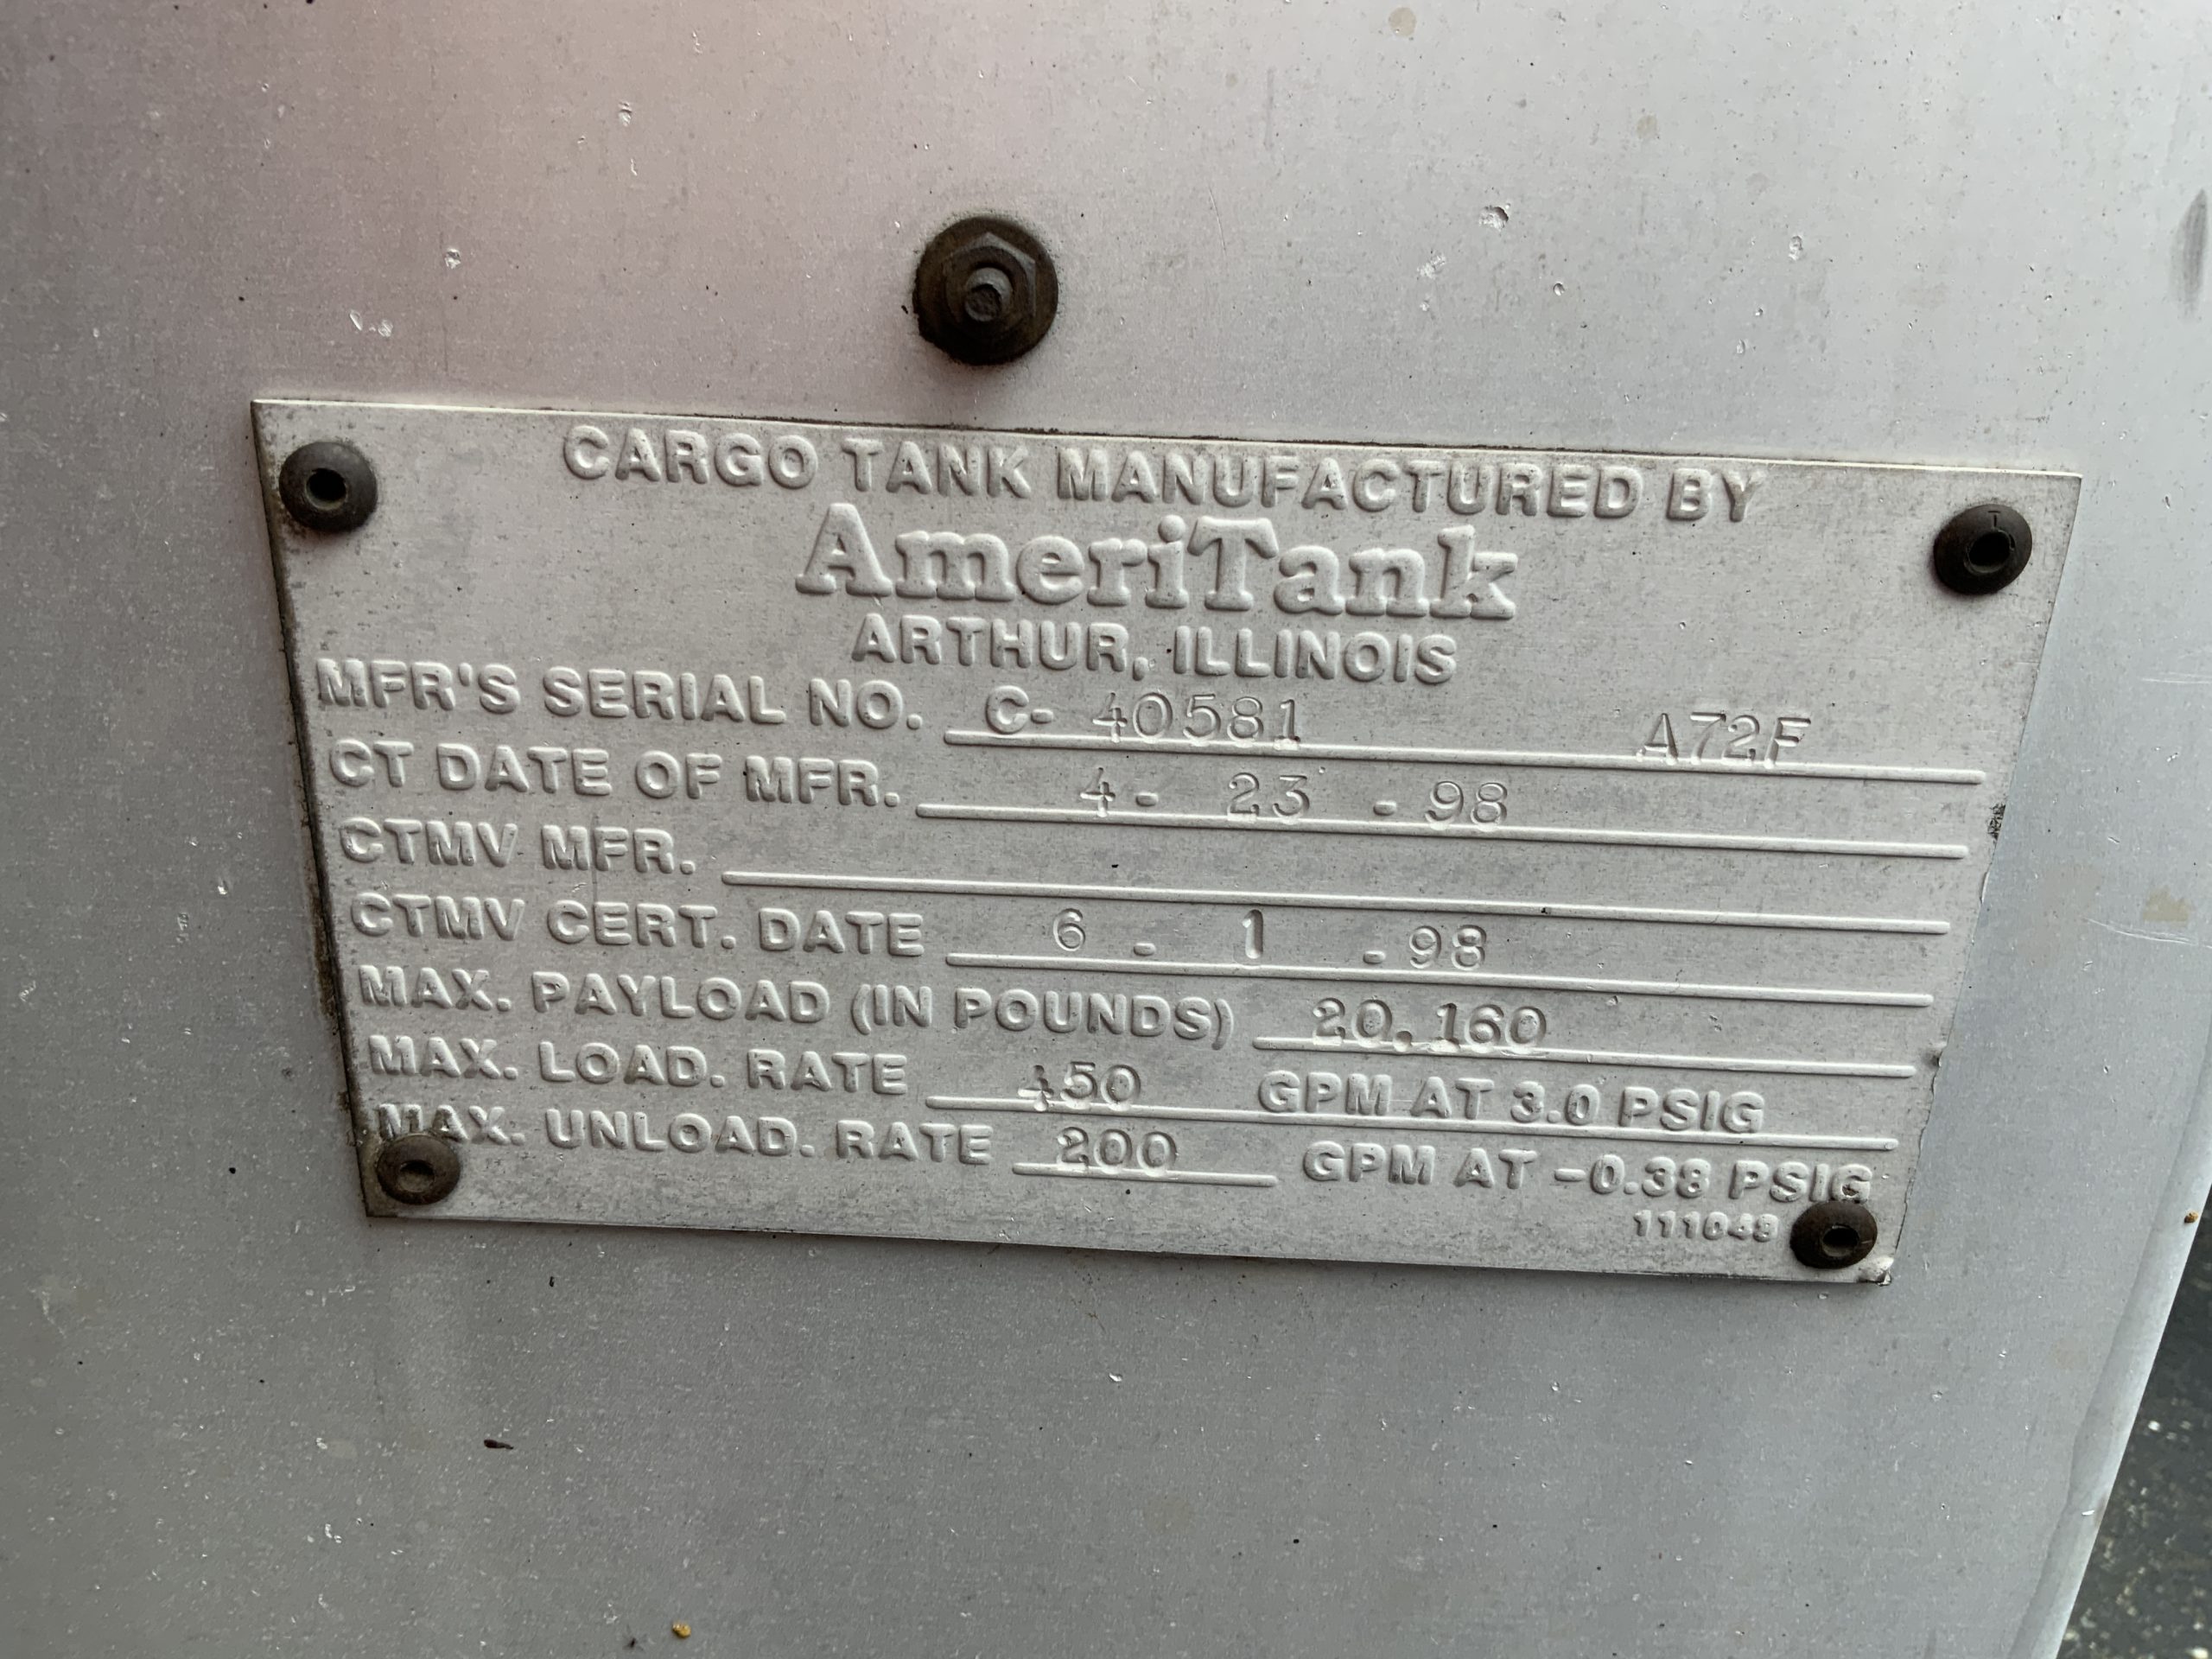 CARGO TANK MANUFACTURED BY
AmeriTank
ARTHUR, ILLINOIS
MFR'S SERIAL NO. C- 40581 A72F
CT DATE OF MFR. 4- 23 -98
CTMV MFR.
CTMV CERT. DATE 6 - 1 -98
MAX. PAYLOAD (IN POUNDS) 20,160
MAX. LOAD. RATE 450 GPM AT 3.0 PSIG
MAX. UNLOAD. RATE 200 GPM AT -0.38 PSIG
111048